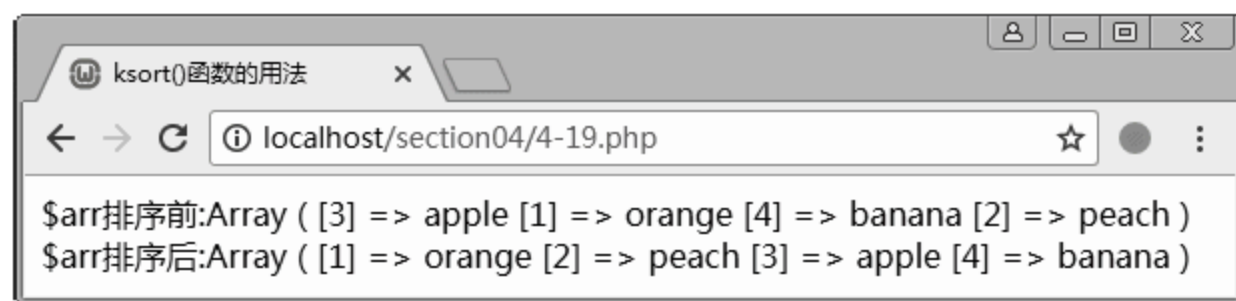 ksort()函数的用法
localhost/section04/4-19.php
$arr排序前:Array ( [3] => apple [1] => orange [4] => banana [2] => peach )
$arr排序后:Array ( [1] => orange [2] => peach [3] => apple [4] => banana )